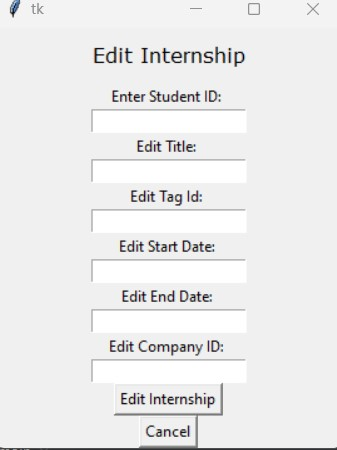 tk
Edit Internship
Enter Student ID:
Edit Title:
Edit Tag Id:
Edit Start Date:
Edit End Date:
Edit Company ID:
Edit Internship
Cancel